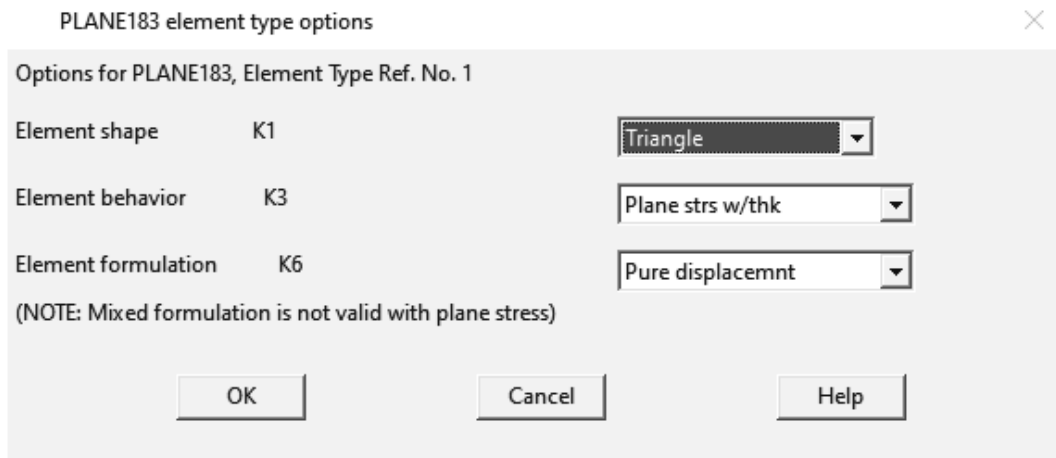 PLANE183 element type options
Options for PLANE183, Element Type Ref. No. 1
Element shape K1 Triangle
Element behavior K3 Plane strs w/thk
Element formulation K6 Pure displacemnt
(NOTE: Mixed formulation is not valid with plane stress)
OK Cancel Help